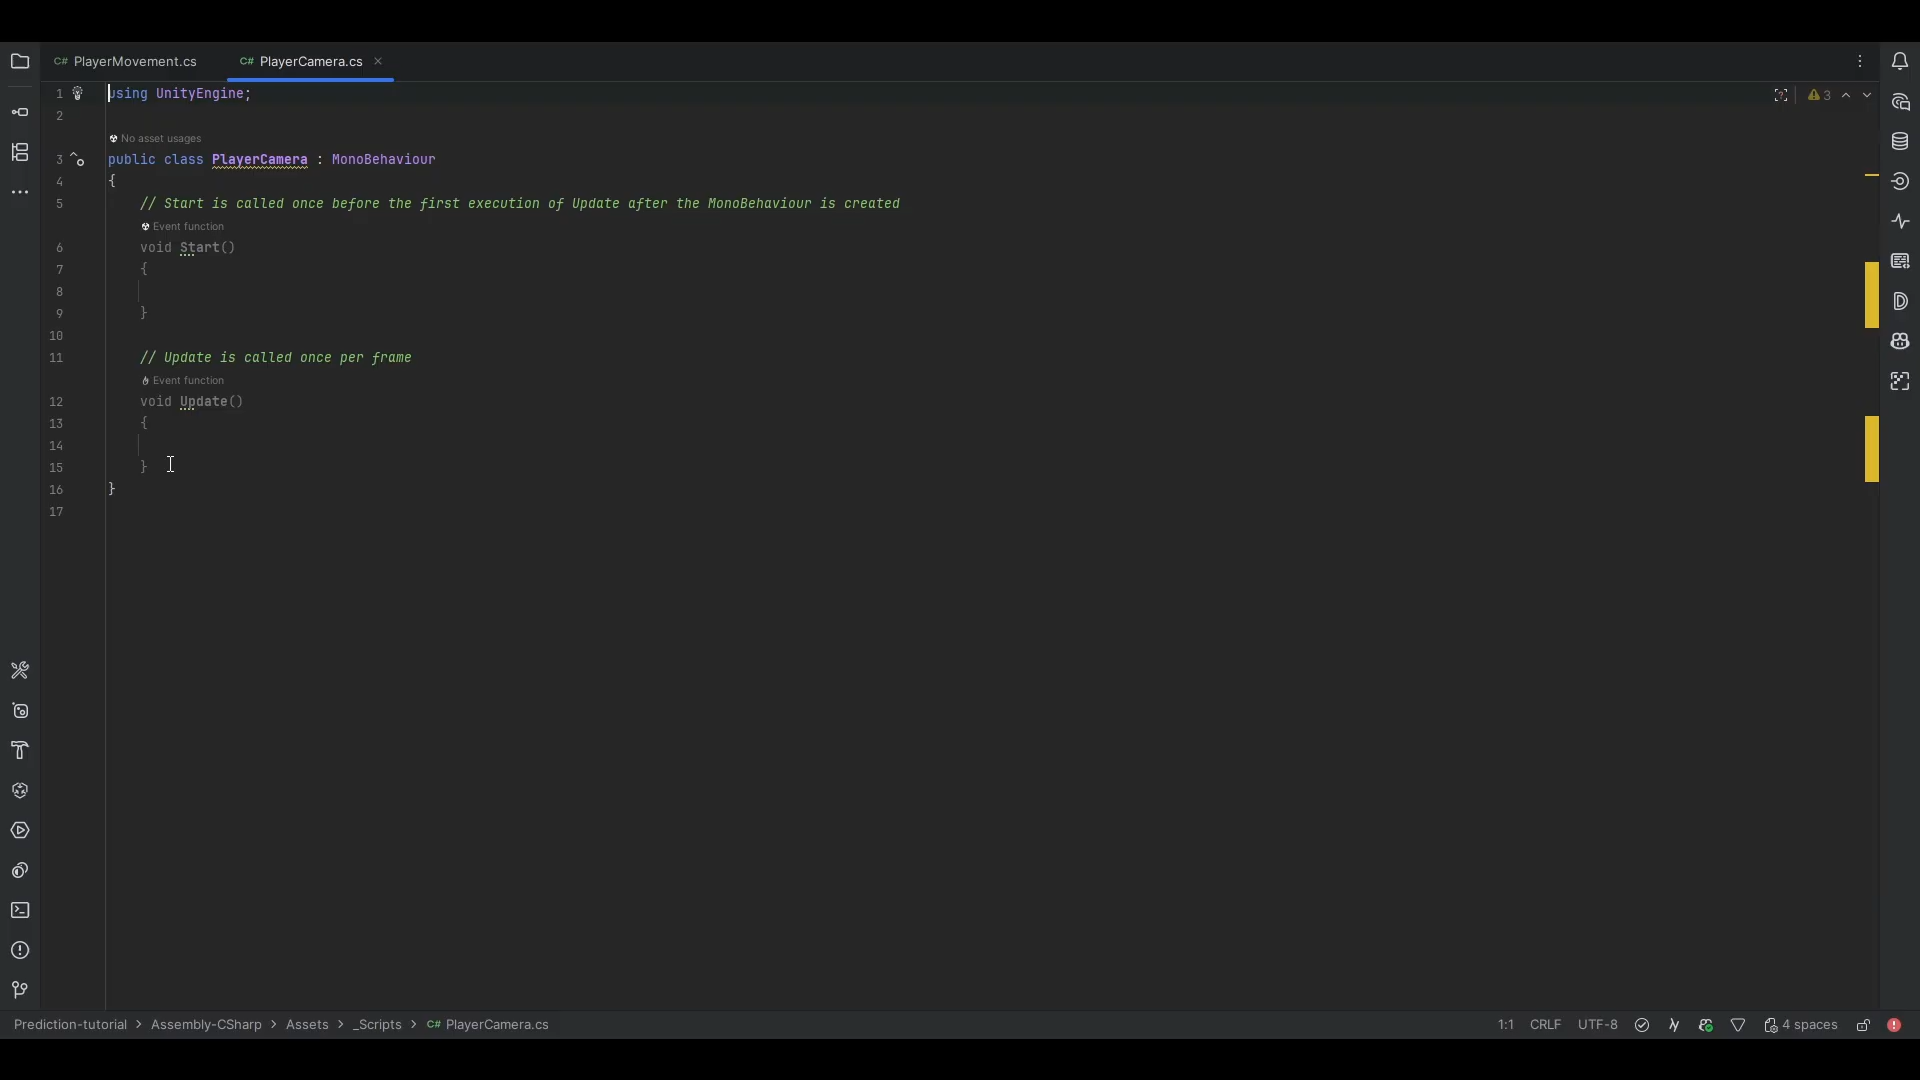 C# PlayerMovement.cs
C# PlayerCamera.cs
1 using UnityEngine;
3
2
No asset usages
3 public class PlayerCamera : MonoBehaviour
4 {
5 // Start is called once before the first execution of Update after the MonoBehaviour is created
Event function
6 void Start()
7 {
8
9 }
10
11 // Update is called once per frame
Event function
12 void Update()
13 {
14
15 }
16 }
17
Prediction-tutorial > Assembly-CSharp > Assets > _Scripts > C# PlayerCamera.cs
1:1 CRLF UTF-8 4 spaces